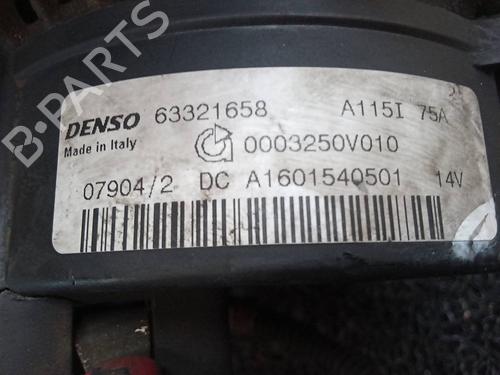 B-PARTS
DENSO 63321658 A115I 75A
Made in Italy 0003250V010
07904/2 DC A1601540501 14V